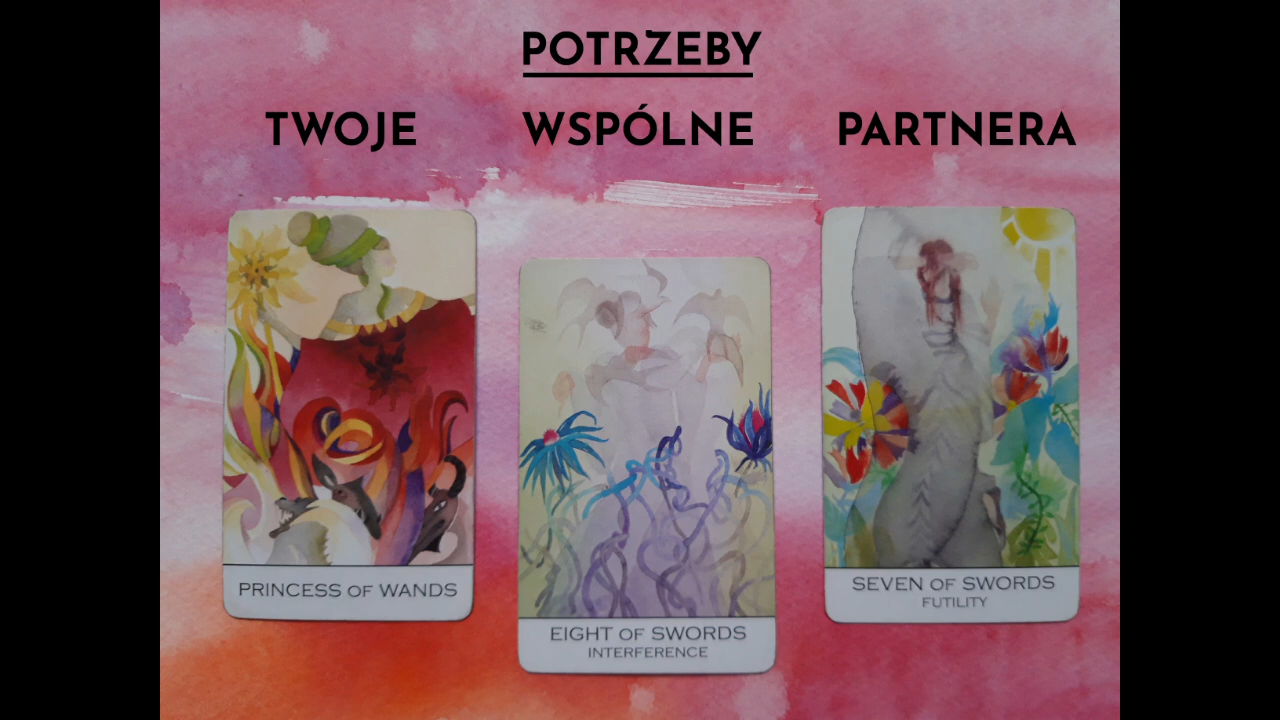 POTRZEBY
TWOJE WSPÓLNE PARTNERA
PRINCESS OF WANDS
EIGHT OF SWORDS
INTERFERENCE
SEVEN OF SWORDS
FUTILITY